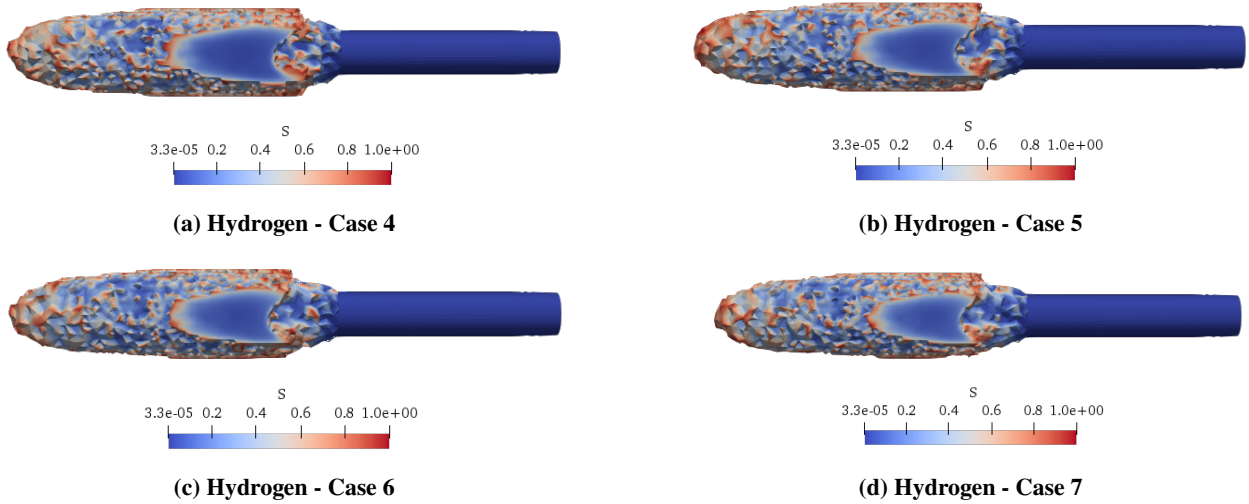 S
3.3e-05 0.2 0.4 0.6 0.8 1.0e+00
(a) Hydrogen - Case 4
S
3.3e-05 0.2 0.4 0.6 0.8 1.0e+00
(b) Hydrogen - Case 5
S
3.3e-05 0.2 0.4 0.6 0.8 1.0e+00
(c) Hydrogen - Case 6
S
3.3e-05 0.2 0.4 0.6 0.8 1.0e+00
(d) Hydrogen - Case 7